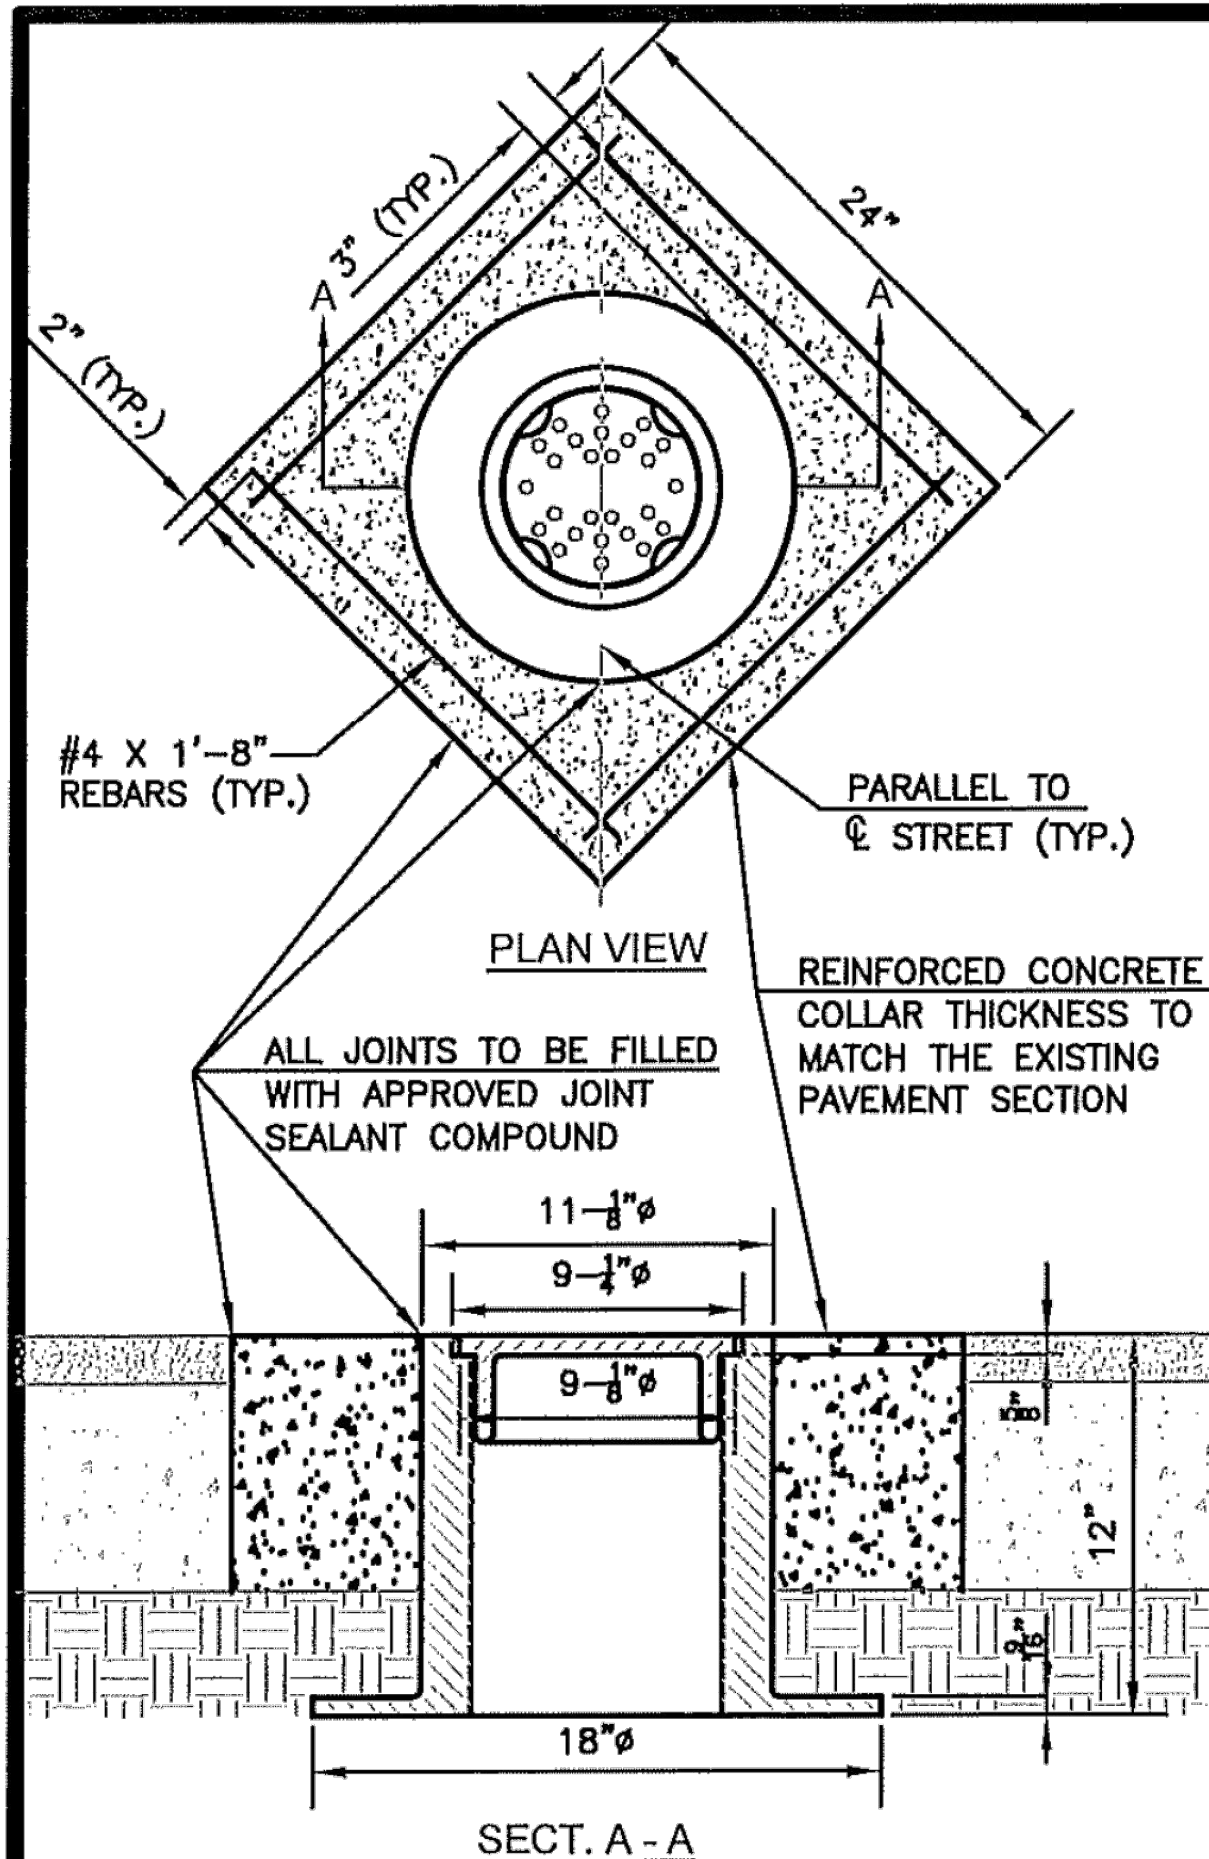 24"
3" (TYP.)
A
A
2" (TYP.)
#4 X 1'-8"
REBARS (TYP.)
PARALLEL TO
℄ STREET (TYP.)
PLAN VIEW
REINFORCED CONCRETE
COLLAR THICKNESS TO
MATCH THE EXISTING
PAVEMENT SECTION
ALL JOINTS TO BE FILLED
WITH APPROVED JOINT
SEALANT COMPOUND
11-1/8"ø
9-1/4"ø
9-1/8"ø
12"
9/16"
18"ø
SECT. A - A